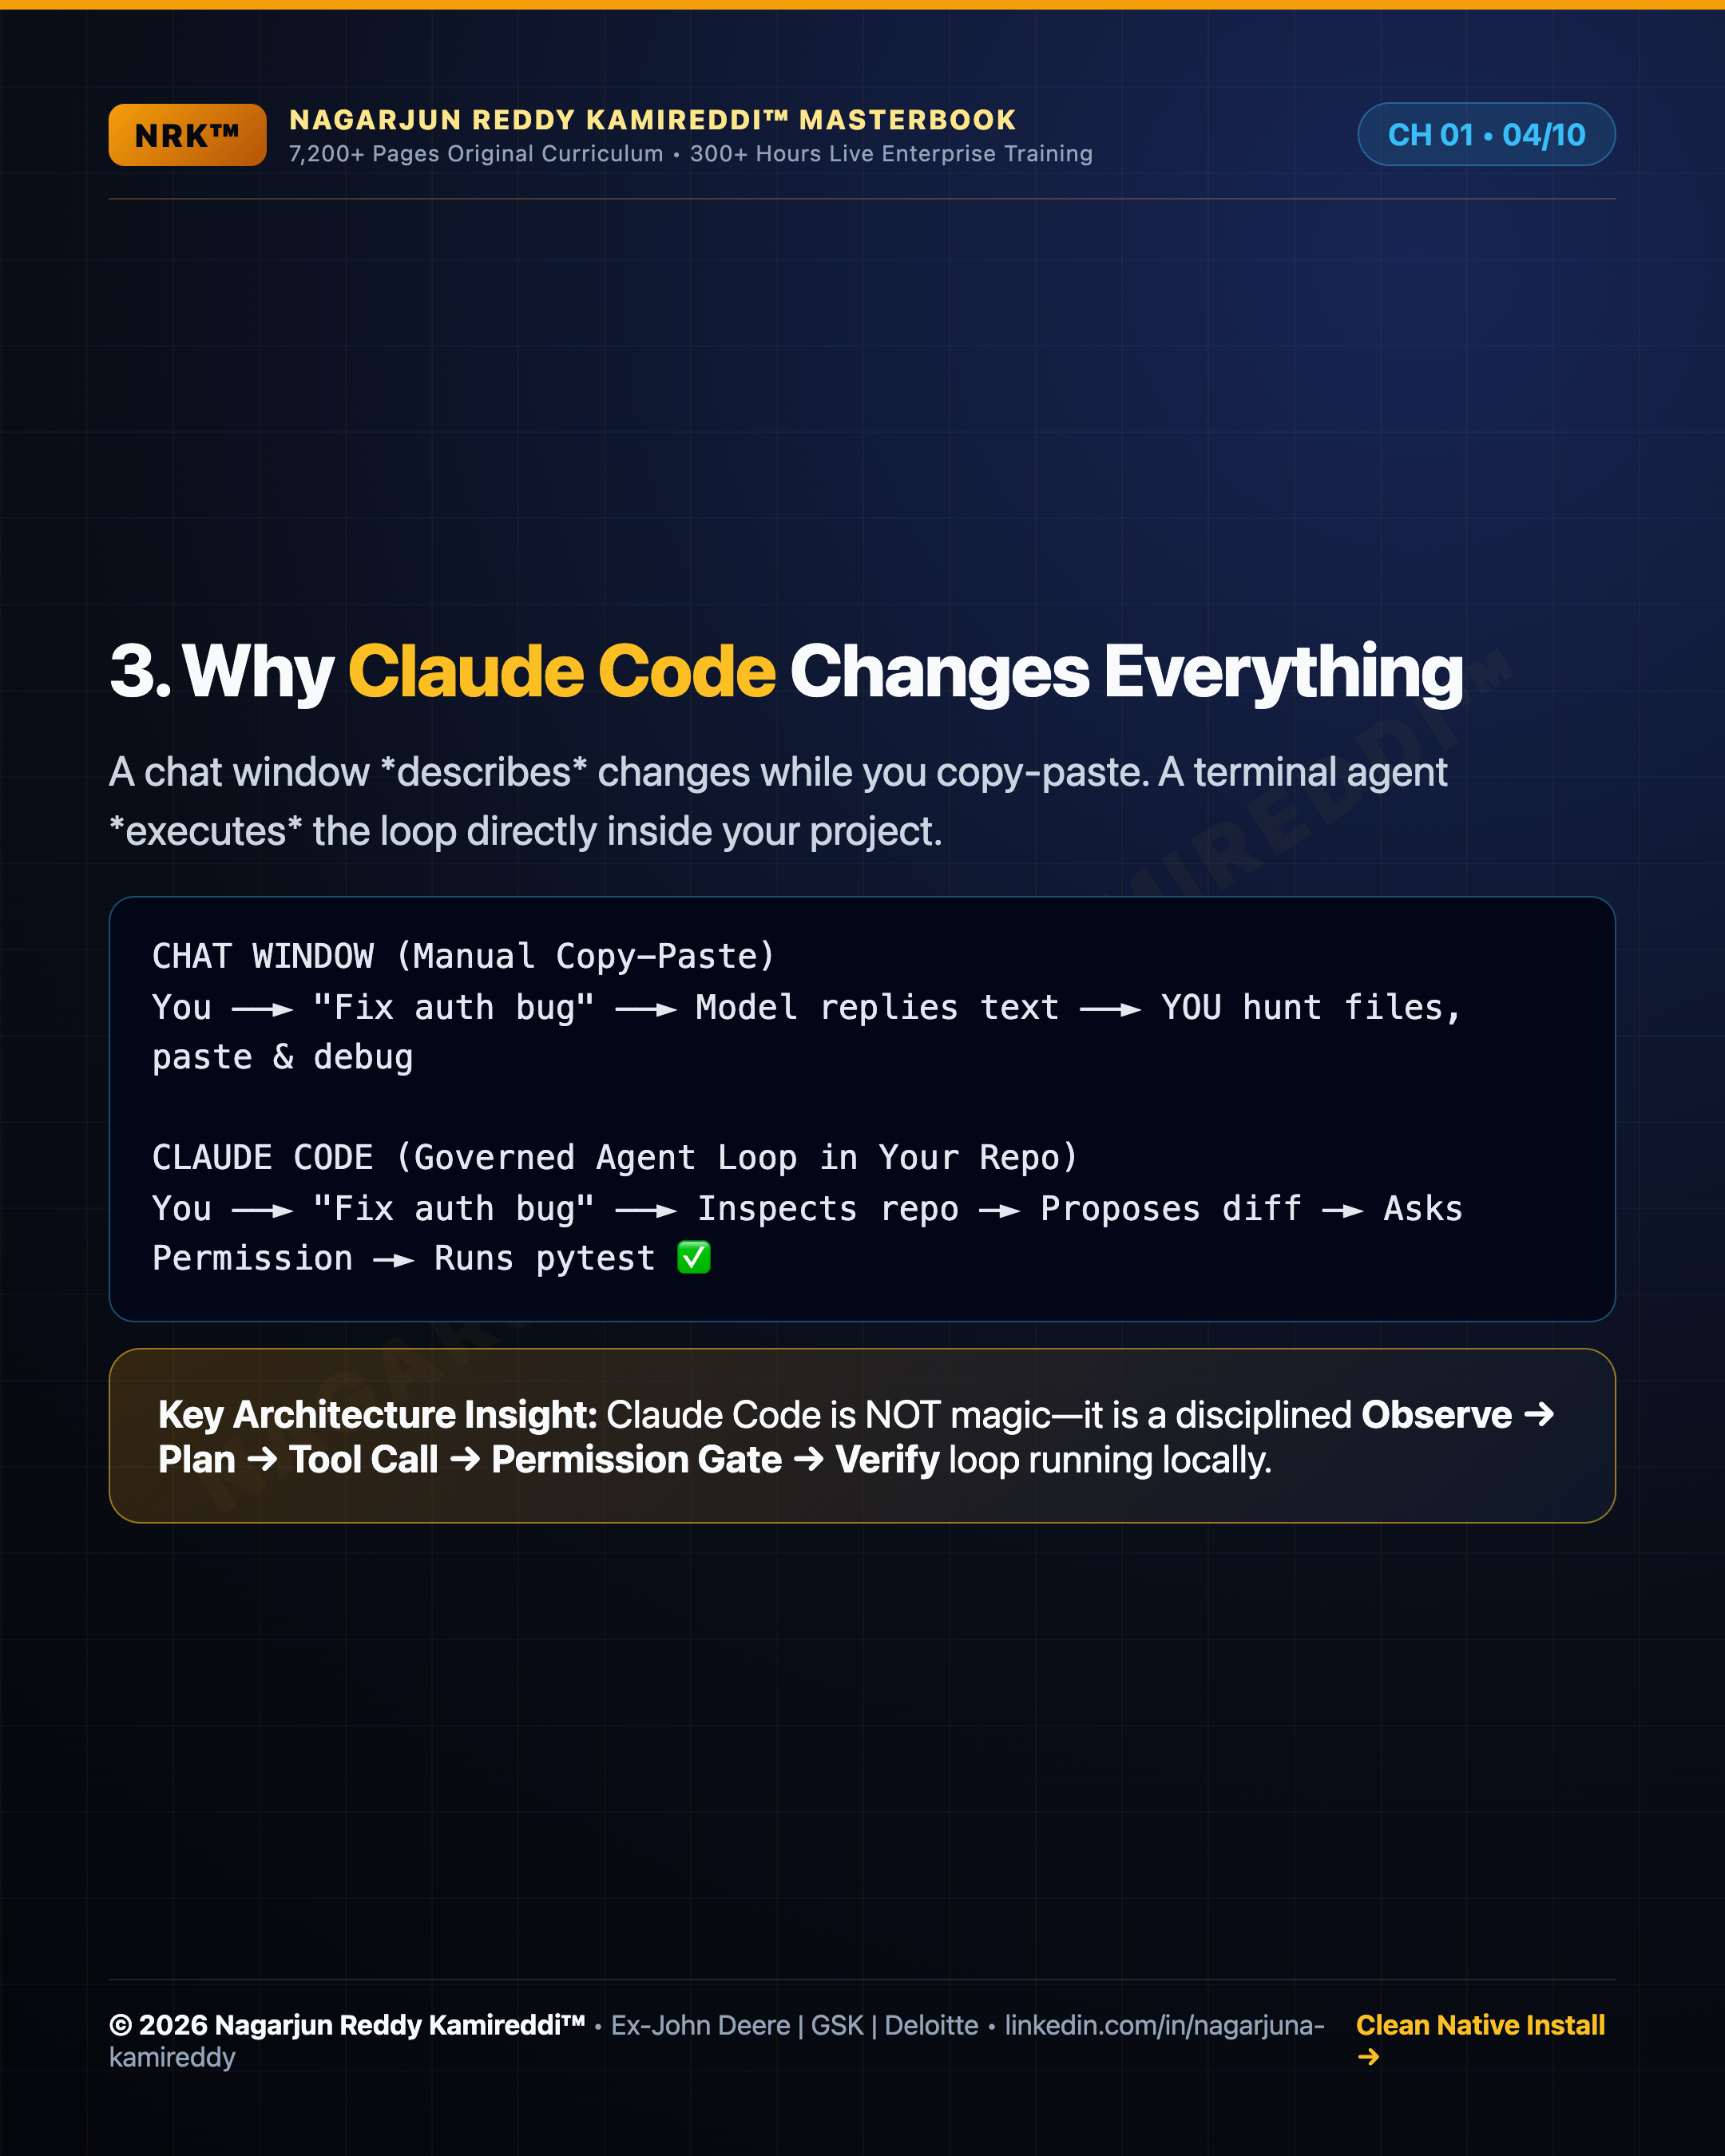 NRK™
NAGARJUN REDDY KAMIREDDI™ MASTERBOOK
7,200+ Pages Original Curriculum • 300+ Hours Live Enterprise Training
CH 01 • 04/10
3. Why Claude Code Changes Everything
A chat window *describes* changes while you copy-paste. A terminal agent
*executes* the loop directly inside your project.
CHAT WINDOW (Manual Copy-Paste)
You ──► "Fix auth bug" ──► Model replies text ──► YOU hunt files,
paste & debug
CLAUDE CODE (Governed Agent Loop in Your Repo)
You ──► "Fix auth bug" ──► Inspects repo ─► Proposes diff ─► Asks
Permission ─► Runs pytest ✅
Key Architecture Insight: Claude Code is NOT magic—it is a disciplined Observe →
Plan → Tool Call → Permission Gate → Verify loop running locally.
© 2026 Nagarjun Reddy Kamireddi™ • Ex-John Deere | GSK | Deloitte • linkedin.com/in/nagarjuna-
kamireddy
Clean Native Install
→